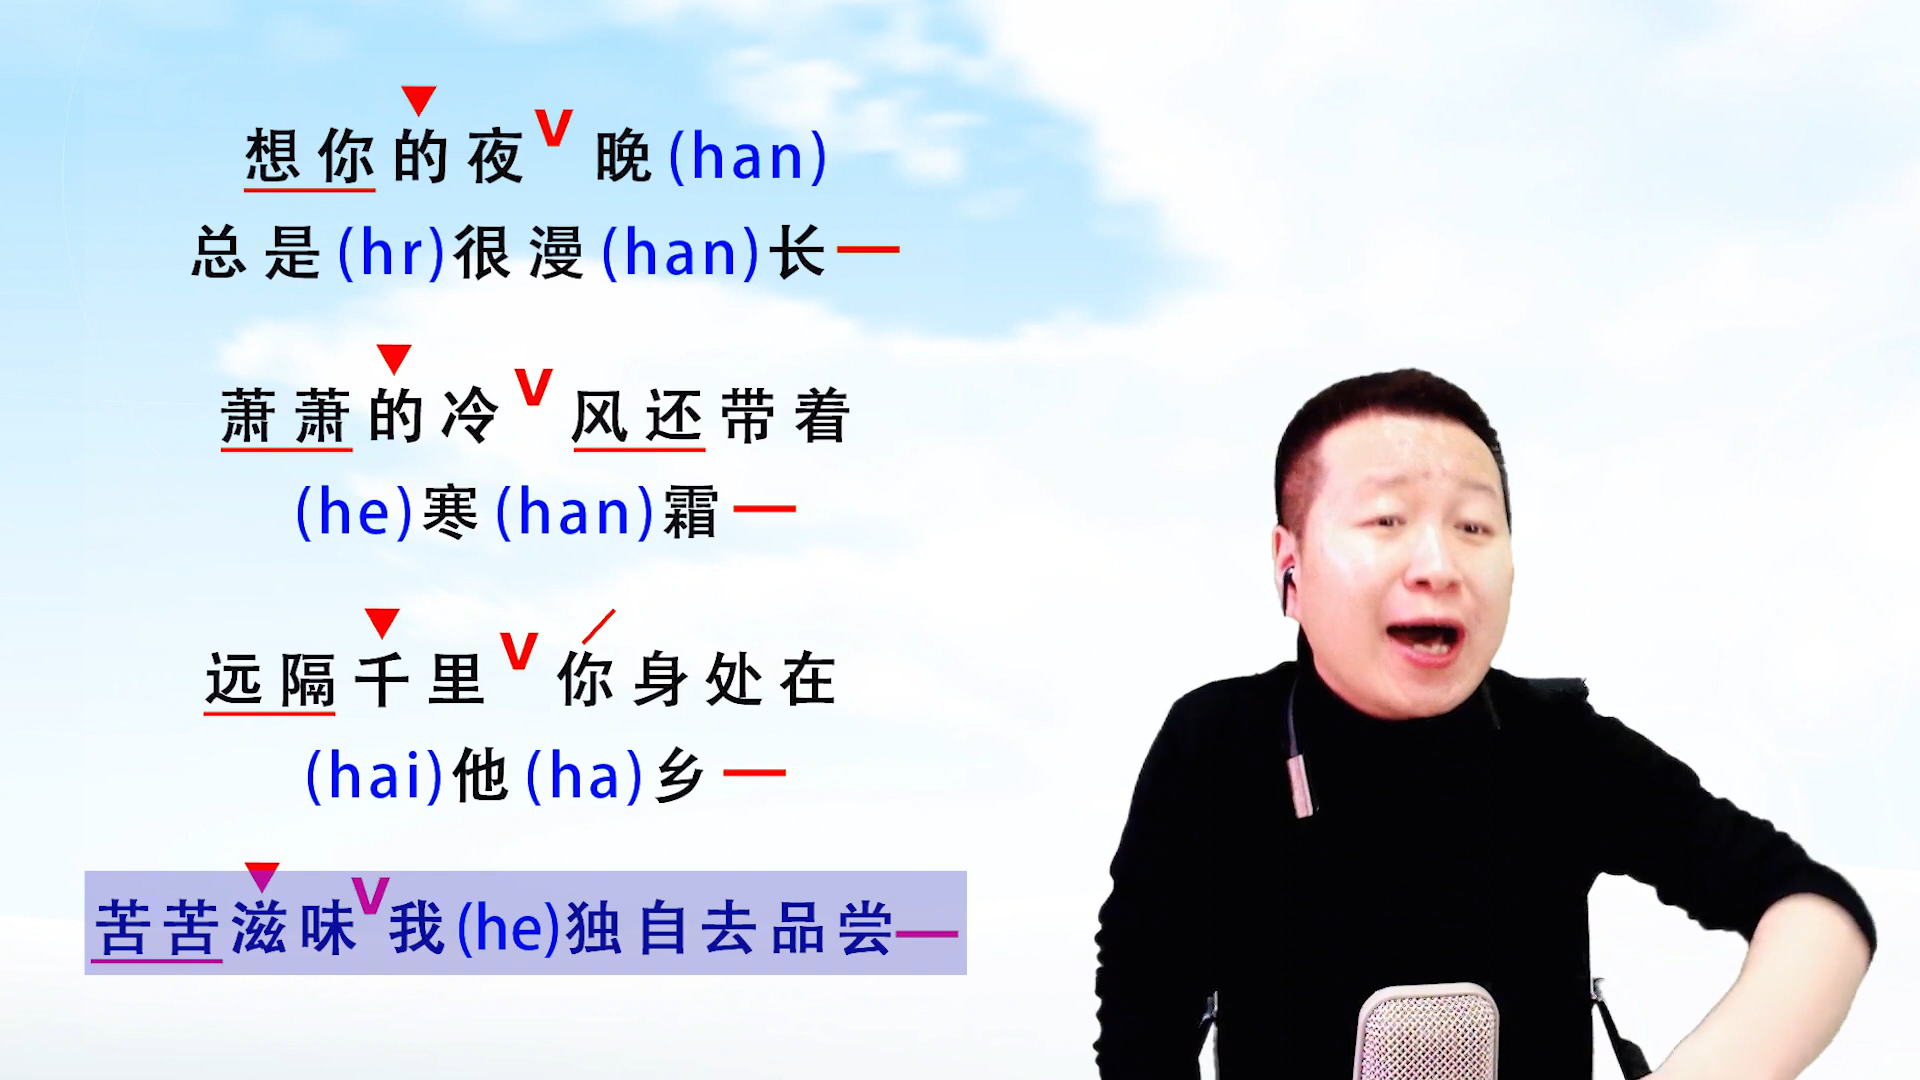 想你的夜V晚(han)
总是(hr)很漫(han)长—
萧萧的冷V风还带着
(he)寒(han)霜—
远隔千里V你身处在
(hai)他(ha)乡—
苦苦滋味V我(he)独自去品尝—